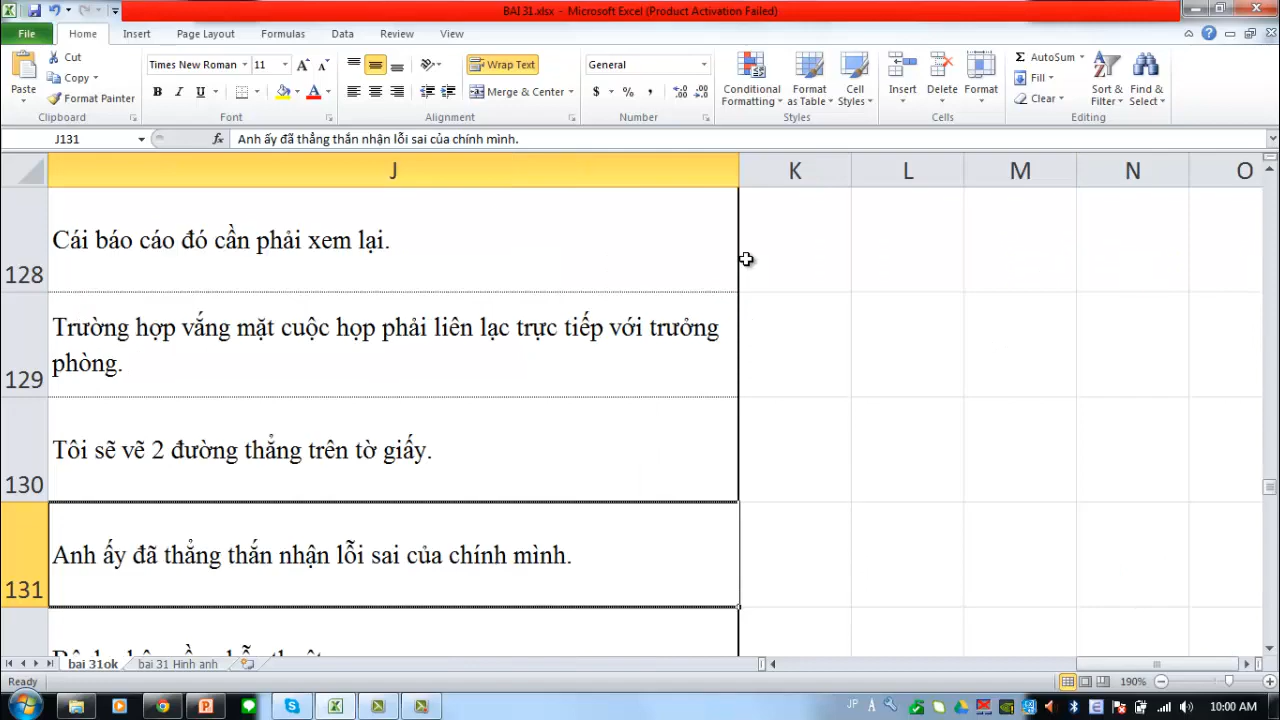 BAI 31.xlsx - Microsoft Excel (Product Activation Failed)
File Home Insert Page Layout Formulas Data Review View
Paste Cut Copy Format Painter
Times New Roman 11
B I U A
Wrap Text
Merge & Center
General
$ % ,
Conditional Formatting Format as Table Cell Styles
Insert Delete Format
AutoSum Fill Clear
Sort & Filter Find & Select
Clipboard Font Alignment Number Styles Cells Editing
J131 fx Anh ấy đã thẳng thắn nhận lỗi sai của chính mình.
J K L M N O
128 Cái báo cáo đó cần phải xem lại.
129 Trường hợp vắng mặt cuộc họp phải liên lạc trực tiếp với trưởng
phòng.
130 Tôi sẽ vẽ 2 đường thẳng trên tờ giấy.
131 Anh ấy đã thẳng thắn nhận lỗi sai của chính mình.
bai 31ok bai 31 Hinh anh
Ready 190%
JP 10:00 AM